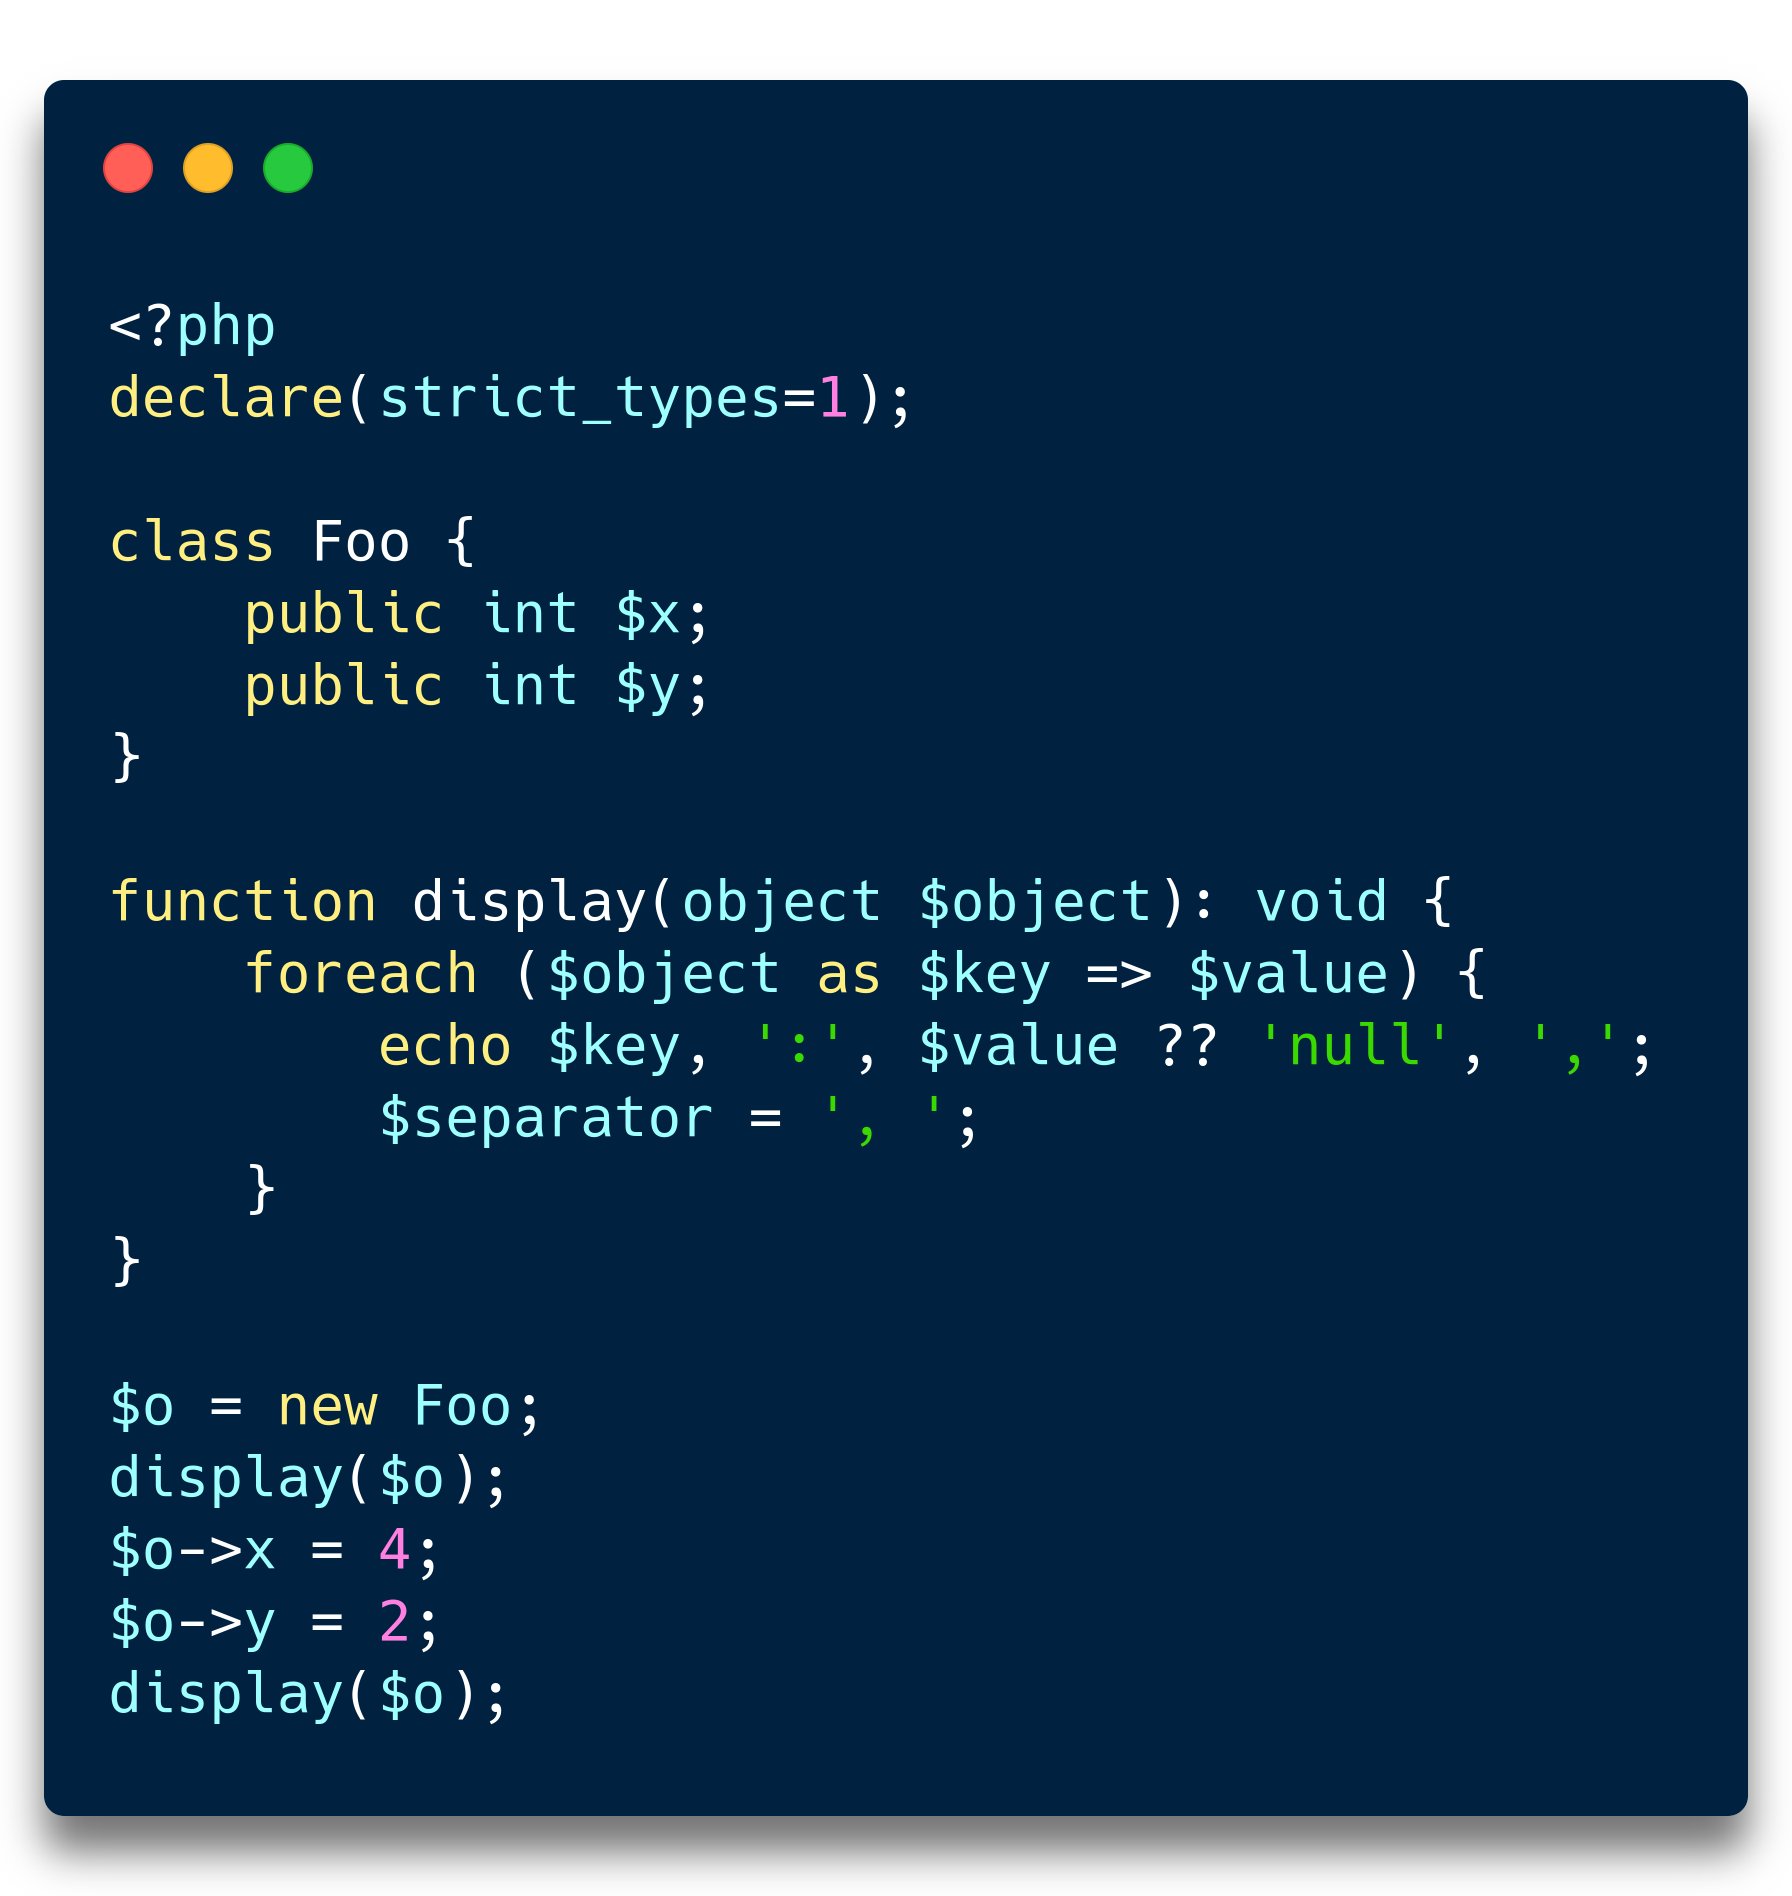 <?php
declare(strict_types=1);

class Foo {
    public int $x;
    public int $y;
}

function display(object $object): void {
    foreach ($object as $key => $value) {
        echo $key, ':', $value ?? 'null', ',';
        $separator = ', ';
    }
}

$o = new Foo;
display($o);
$o->x = 4;
$o->y = 2;
display($o);